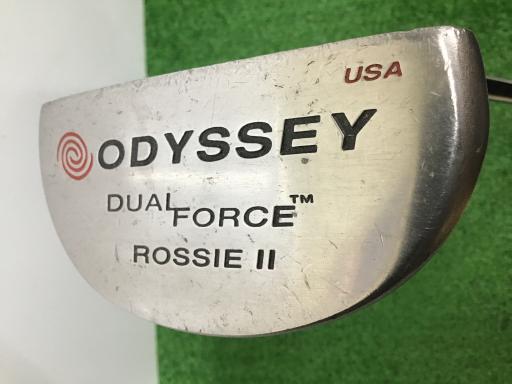 USA
ODYSSEY
DUAL FORCE™
ROSSIE II